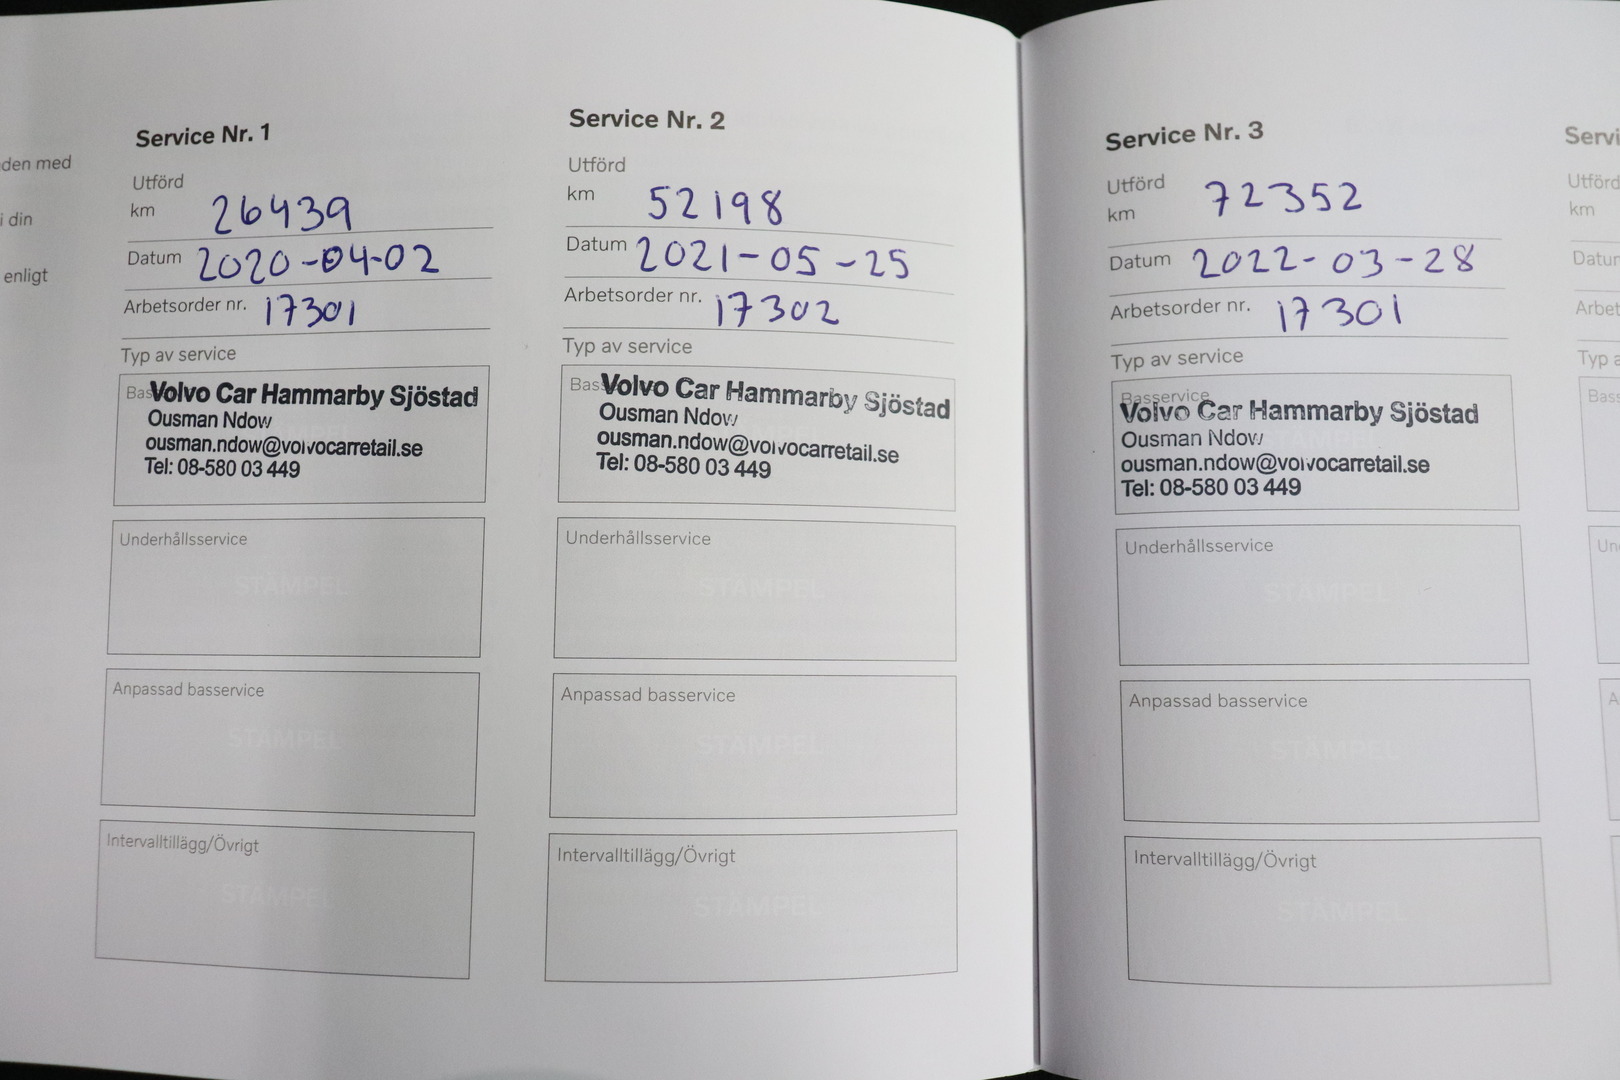 den med
i din
enligt
Service Nr. 1
Utförd
km 26439
Datum 2020-04-02
Arbetsorder nr. 17301
Typ av service
Volvo Car Hammarby Sjöstad
Ousman Ndow
ousman.ndow@volvocarretail.se
Tel: 08-580 03 449
Underhållsservice
STÄMPEL
Anpassad basservice
STÄMPEL
Intervalltillägg/Övrigt
STÄMPEL
Service Nr. 2
Utförd
km 52198
Datum 2021-05-25
Arbetsorder nr. 17302
Typ av service
Volvo Car Hammarby Sjöstad
Ousman Ndow
ousman.ndow@volvocarretail.se
Tel: 08-580 03 449
Underhållsservice
STÄMPEL
Anpassad basservice
STÄMPEL
Intervalltillägg/Övrigt
STÄMPEL
Service Nr. 3
Utförd
km 72352
Datum 2022-03-28
Arbetsorder nr. 17301
Typ av service
Basservice
Volvo Car Hammarby Sjöstad
Ousman Ndow
ousman.ndow@volvocarretail.se
Tel: 08-580 03 449
Underhållsservice
STÄMPEL
Anpassad basservice
STÄMPEL
Intervalltillägg/Övrigt
STÄMPEL
Utförd
km